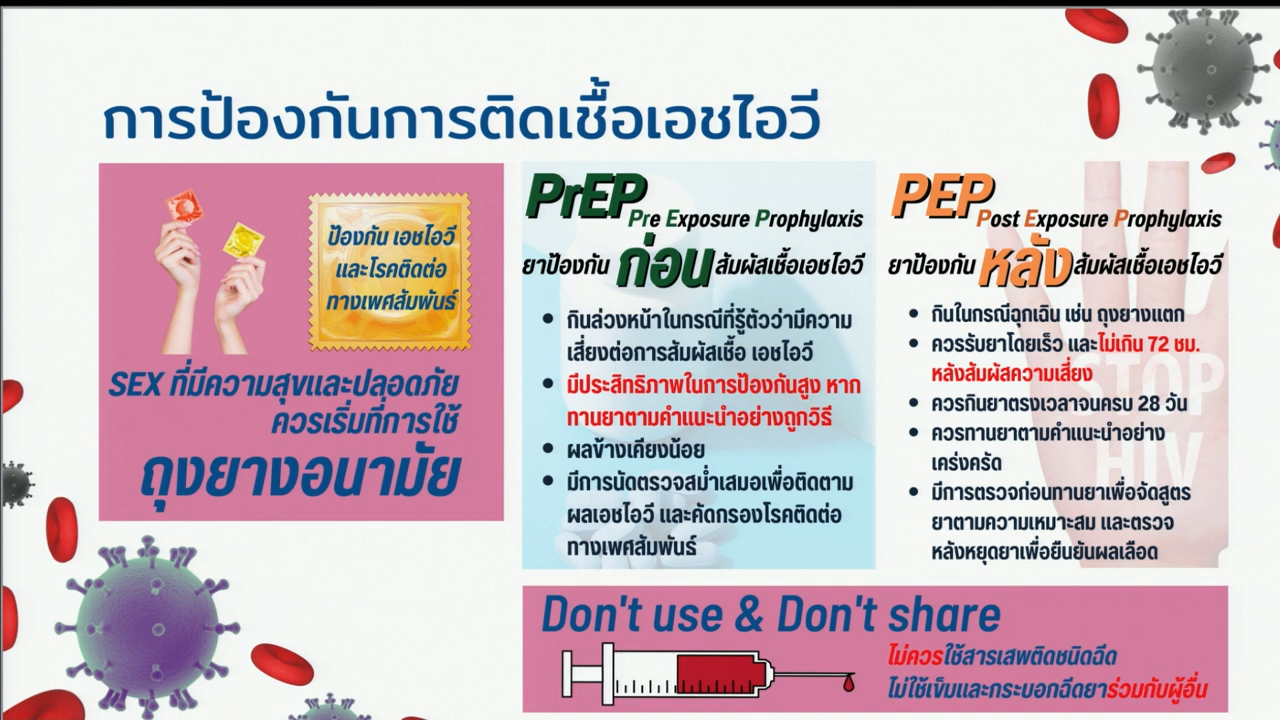 การป้องกันการติดเชื้อเอชไอวี
ป้องกัน เอชไอวี
และโรคติดต่อ
ทางเพศสัมพันธ์
SEX ที่มีความสุขและปลอดภัย
ควรเริ่มที่การใช้
ถุงยางอนามัย
PrEP Pre Exposure Prophylaxis
ยาป้องกัน ก่อน สัมผัสเชื้อเอชไอวี
• กินล่วงหน้าในกรณีที่รู้ตัวว่ามีความ
เสี่ยงต่อการสัมผัสเชื้อ เอชไอวี
• มีประสิทธิภาพในการป้องกันสูง หาก
ทานยาตามคำแนะนำอย่างถูกวิธี
• ผลข้างเคียงน้อย
• มีการนัดตรวจสม่ำเสมอเพื่อติดตาม
ผลเอชไอวี และคัดกรองโรคติดต่อ
ทางเพศสัมพันธ์
PEP Post Exposure Prophylaxis
ยาป้องกัน หลัง สัมผัสเชื้อเอชไอวี
• กินในกรณีฉุกเฉิน เช่น ถุงยางแตก
• ควรรับยาโดยเร็ว และไม่เกิน 72 ชม.
หลังสัมผัสความเสี่ยง
• ควรกินยาตรงเวลาจนครบ 28 วัน
• ควรทานยาตามคำแนะนำอย่าง
เคร่งครัด
• มีการตรวจก่อนทานยาเพื่อจัดสูตร
ยาตามความเหมาะสม และตรวจ
หลังหยุดยาเพื่อยืนยันผลเลือด
STOP
HIV
Don't use & Don't share
ไม่ควรใช้สารเสพติดชนิดฉีด
ไม่ใช้เข็มและกระบอกฉีดยาร่วมกับผู้อื่น